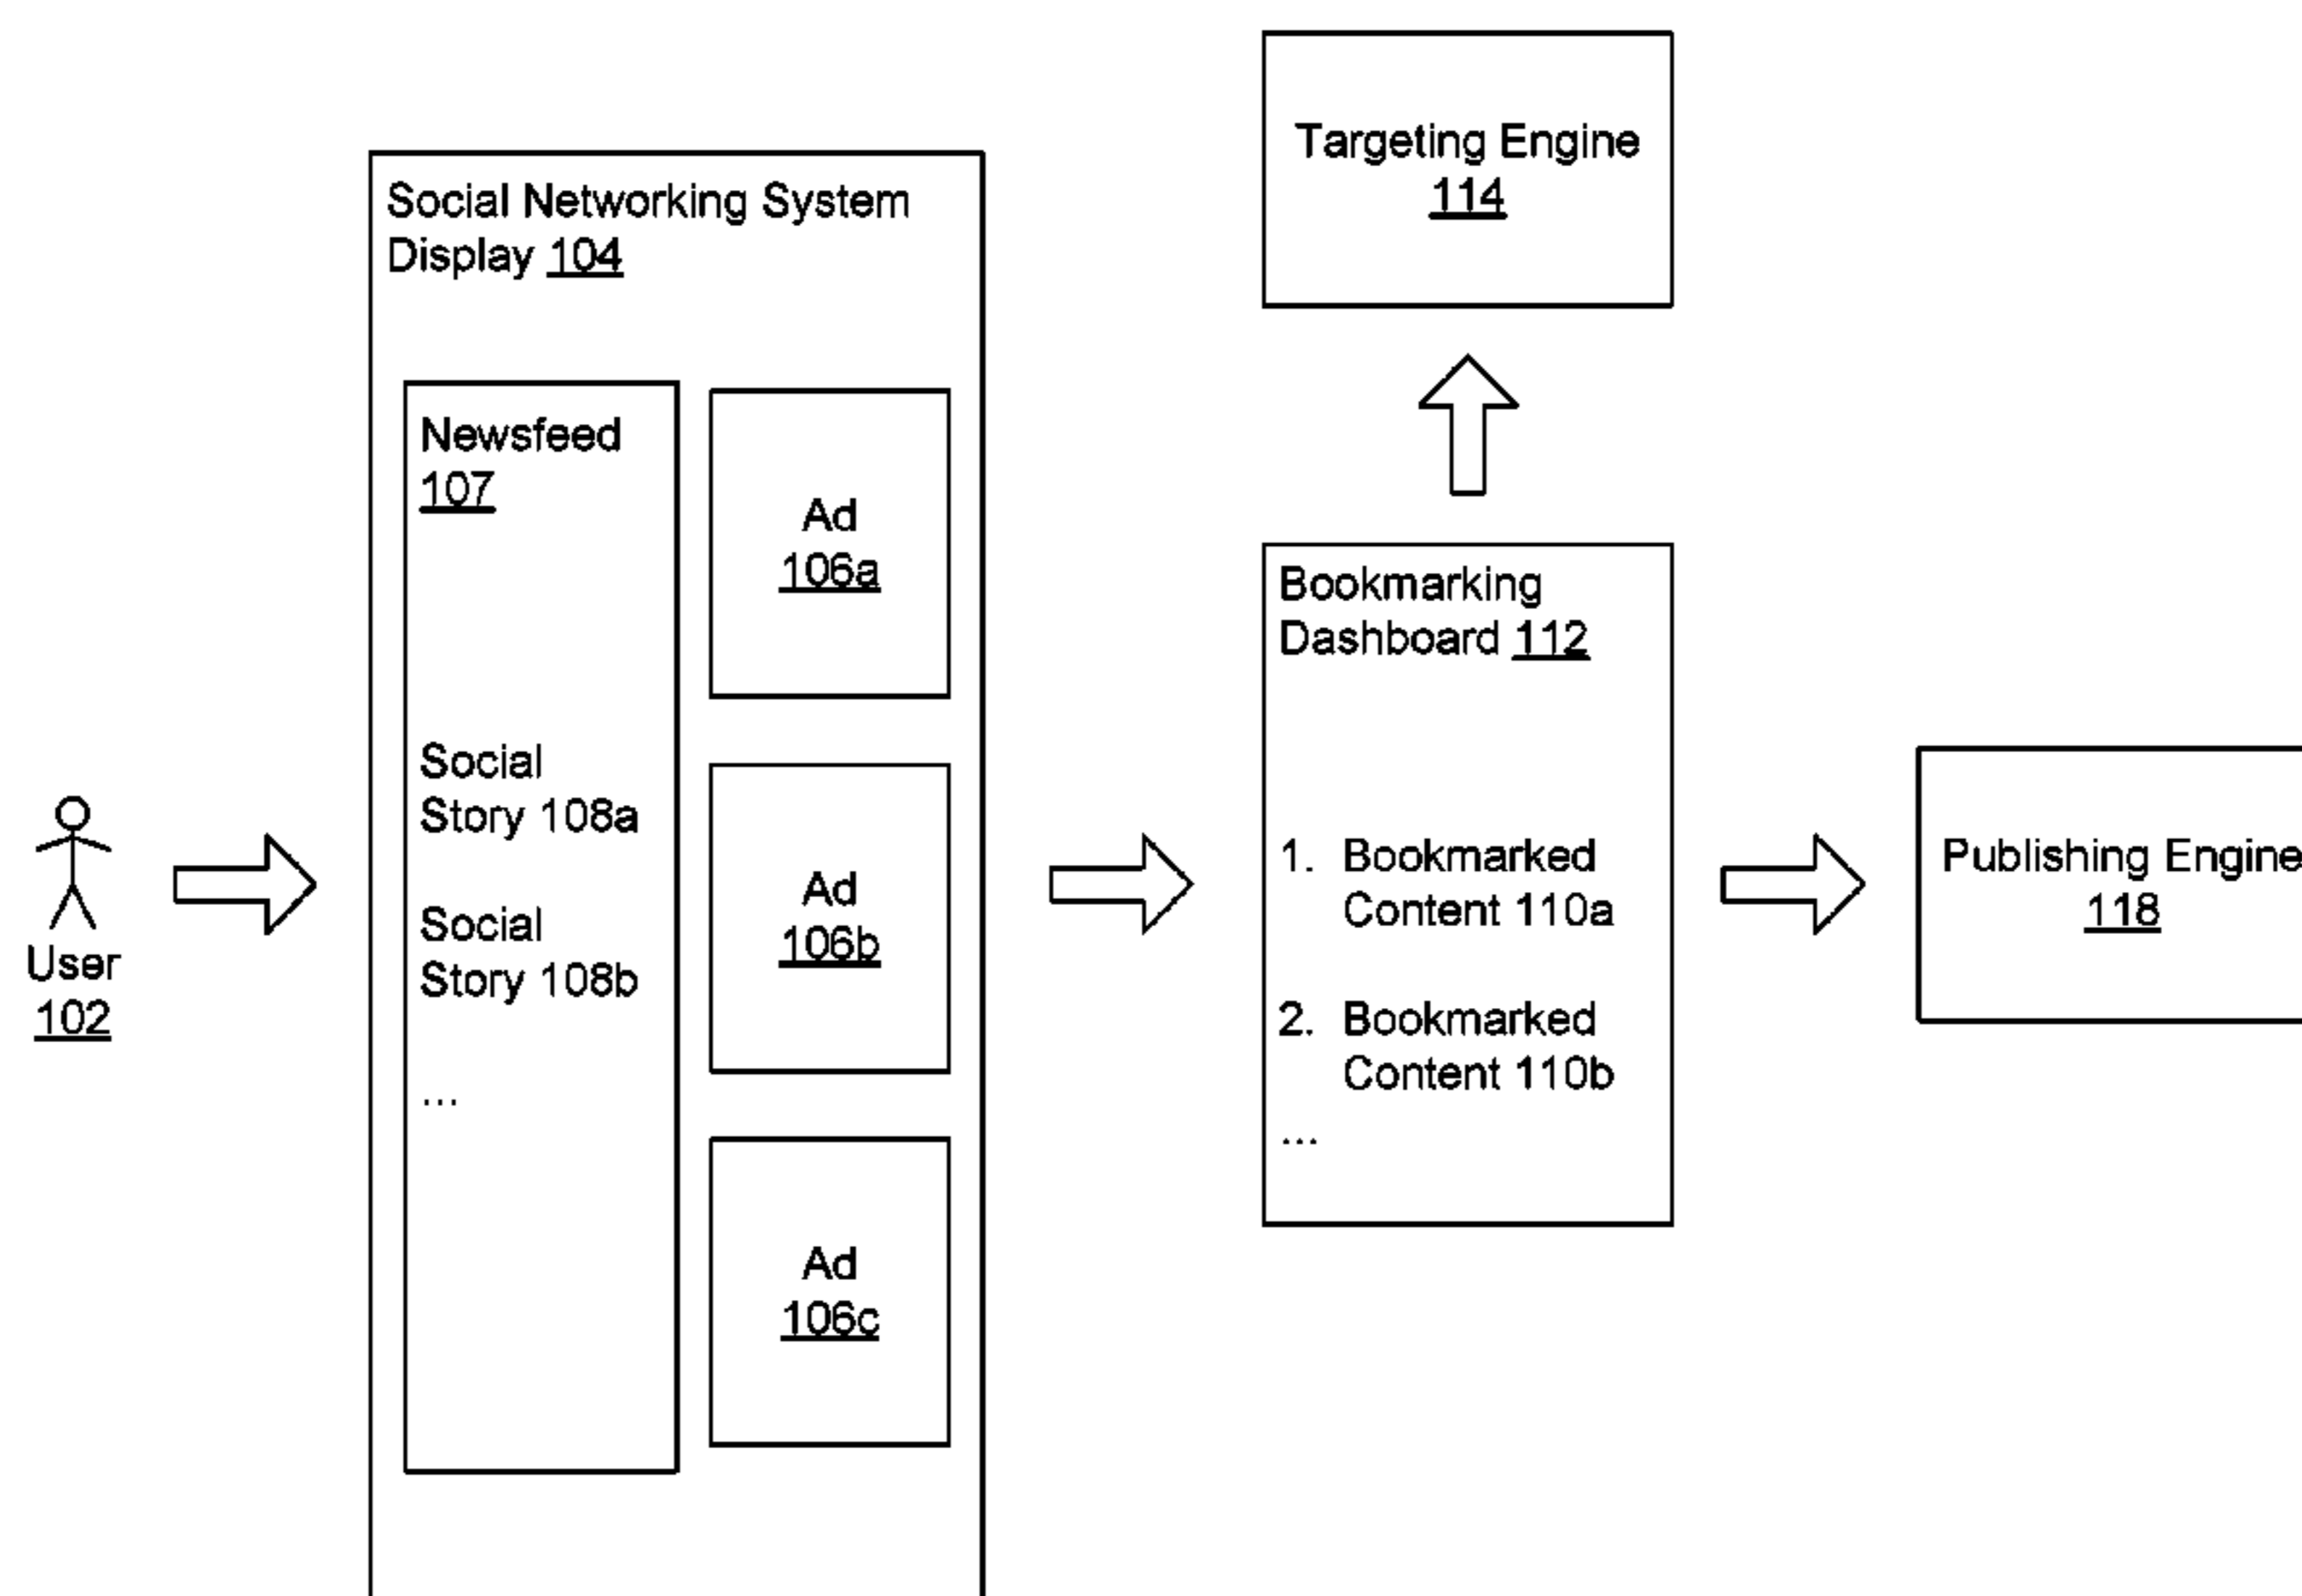 User
102
Social Networking System
Display 104
Newsfeed
107
Social
Story 108a
Social
Story 108b
...
Ad
106a
Ad
106b
Ad
106c
Targeting Engine
114
Bookmarking
Dashboard 112
1. Bookmarked
Content 110a
2. Bookmarked
Content 110b
...
Publishing Engine
118